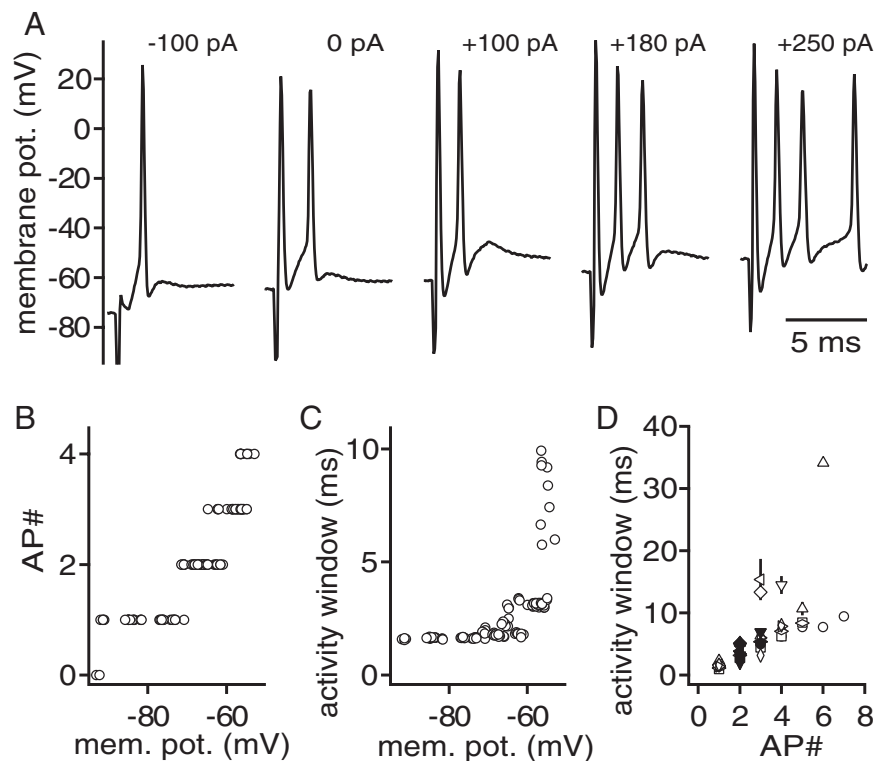 A
-100 pA
0 pA
+100 pA
+180 pA
+250 pA
membrane pot. (mV)
20
0
-20
-40
-60
-80
5 ms
B
AP#
4
2
0
-80
-60
mem. pot. (mV)
C
activity window (ms)
10
5
0
-80
-60
mem. pot. (mV)
D
activity window (ms)
40
30
20
10
0
0
2
4
6
8
AP#